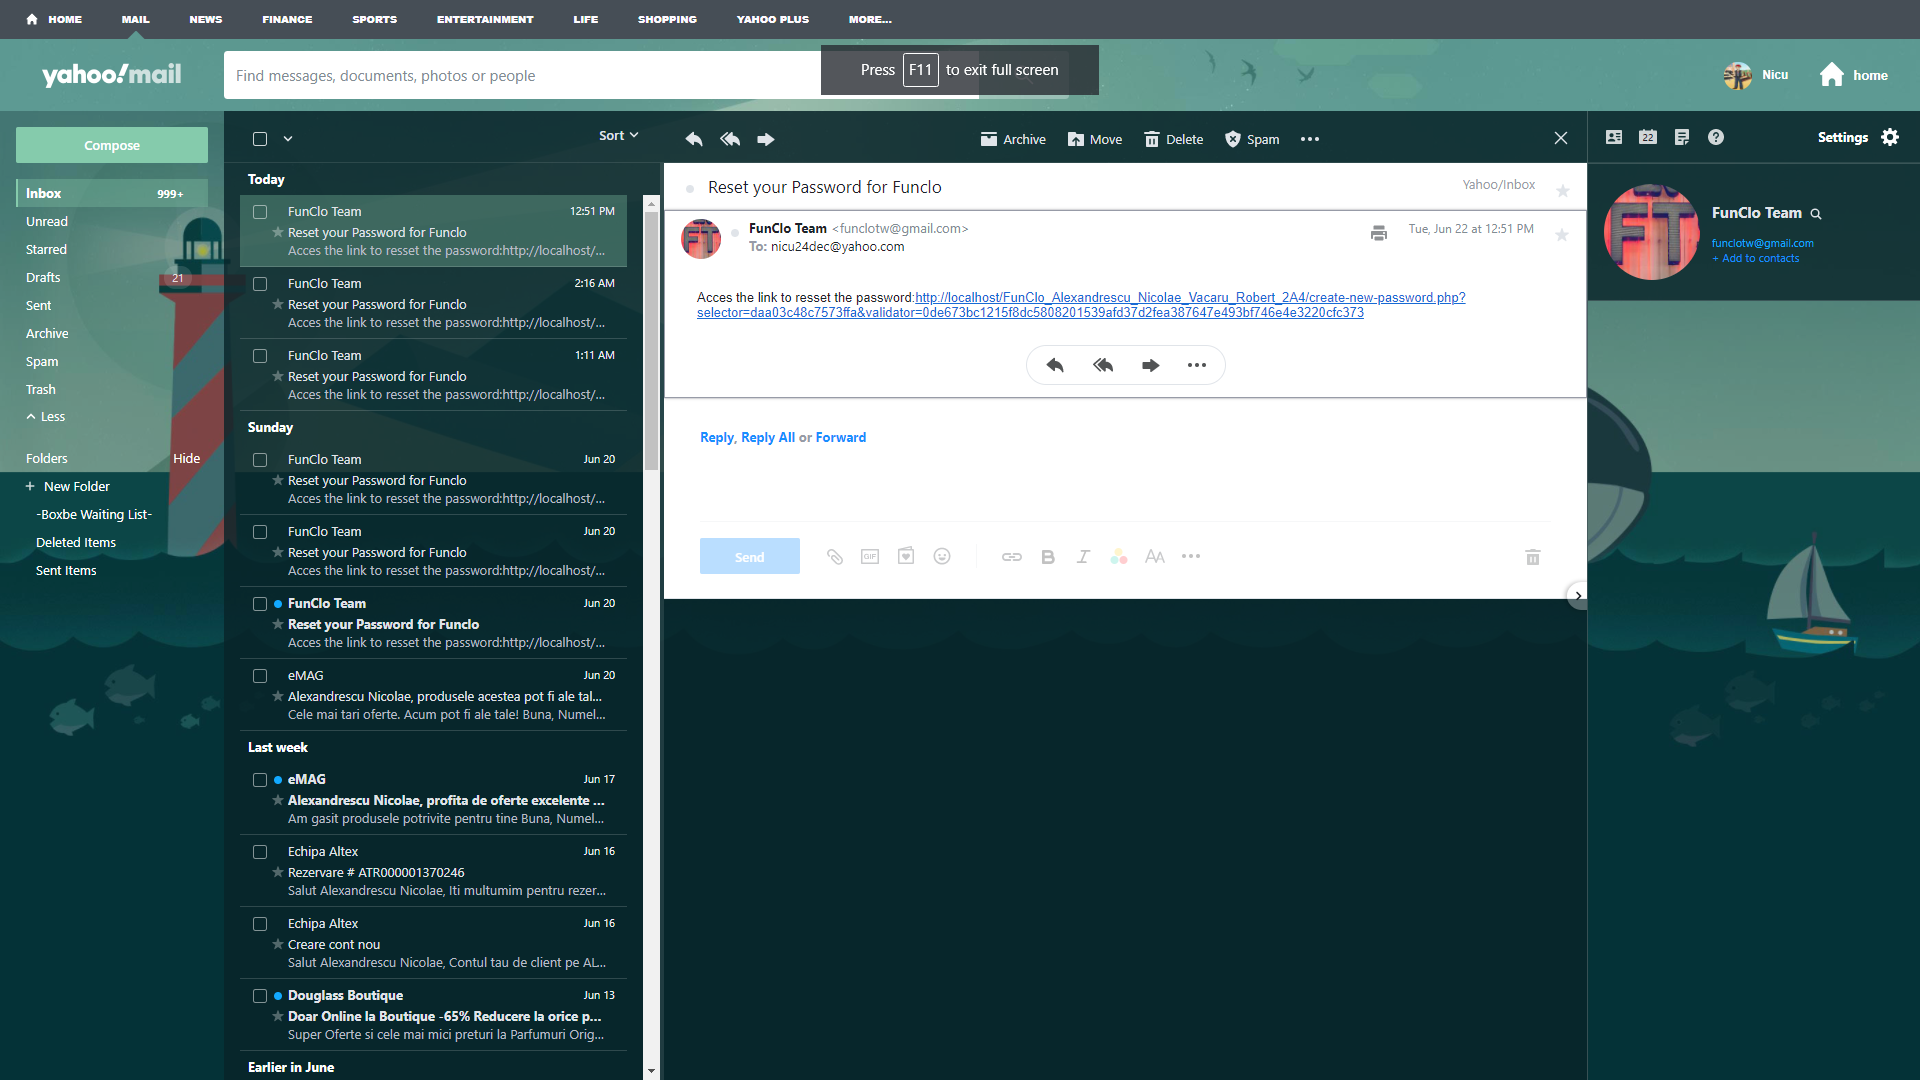 HOME MAIL NEWS FINANCE SPORTS ENTERTAINMENT LIFE SHOPPING YAHOO PLUS MORE...
yahoo!mail
Find messages, documents, photos or people
Press F11 to exit full screen
Nicu
home
Compose
Inbox 999+
Unread
Starred
Drafts 21
Sent
Archive
Spam
Trash
Less
Folders Hide
+ New Folder
-Boxbe Waiting List-
Deleted Items
Sent Items
Sort
Today
FunClo Team 12:51 PM
Reset your Password for Funclo
Acces the link to resset the password:http://localhost/...
FunClo Team 2:16 AM
Reset your Password for Funclo
Acces the link to resset the password:http://localhost/...
FunClo Team 1:11 AM
Reset your Password for Funclo
Acces the link to resset the password:http://localhost/...
Sunday
FunClo Team Jun 20
Reset your Password for Funclo
Acces the link to resset the password:http://localhost/...
FunClo Team Jun 20
Reset your Password for Funclo
Acces the link to resset the password:http://localhost/...
FunClo Team Jun 20
Reset your Password for Funclo
Acces the link to resset the password:http://localhost/...
eMAG Jun 20
Alexandrescu Nicolae, produsele acestea pot fi ale tal...
Cele mai tari oferte. Acum pot fi ale tale! Buna, Numel...
Last week
eMAG Jun 17
Alexandrescu Nicolae, profita de oferte excelente ...
Am gasit produsele potrivite pentru tine Buna, Numel...
Echipa Altex Jun 16
Rezervare # ATR000001370246
Salut Alexandrescu Nicolae, Iti multumim pentru rezer...
Echipa Altex Jun 16
Creare cont nou
Salut Alexandrescu Nicolae, Contul tau de client pe AL...
Douglass Boutique Jun 13
Doar Online la Boutique -65% Reducere la orice p...
Super Oferte si cele mai mici preturi la Parfumuri Orig...
Earlier in June
Archive Move Delete Spam
Reset your Password for Funclo Yahoo/Inbox
FT
FunClo Team <funclotw@gmail.com> Tue, Jun 22 at 12:51 PM
To: nicu24dec@yahoo.com
Acces the link to resset the password:http://localhost/FunClo_Alexandrescu_Nicolae_Vacaru_Robert_2A4/create-new-password.php?
selector=daa03c48c7573ffa&validator=0de673bc1215f8dc5808201539afd37d2fea387647e493bf746e4e3220cfc373
Reply, Reply All or Forward
Send
GIF
B I AA
22
Settings
FT
FunClo Team
funclotw@gmail.com
+ Add to contacts